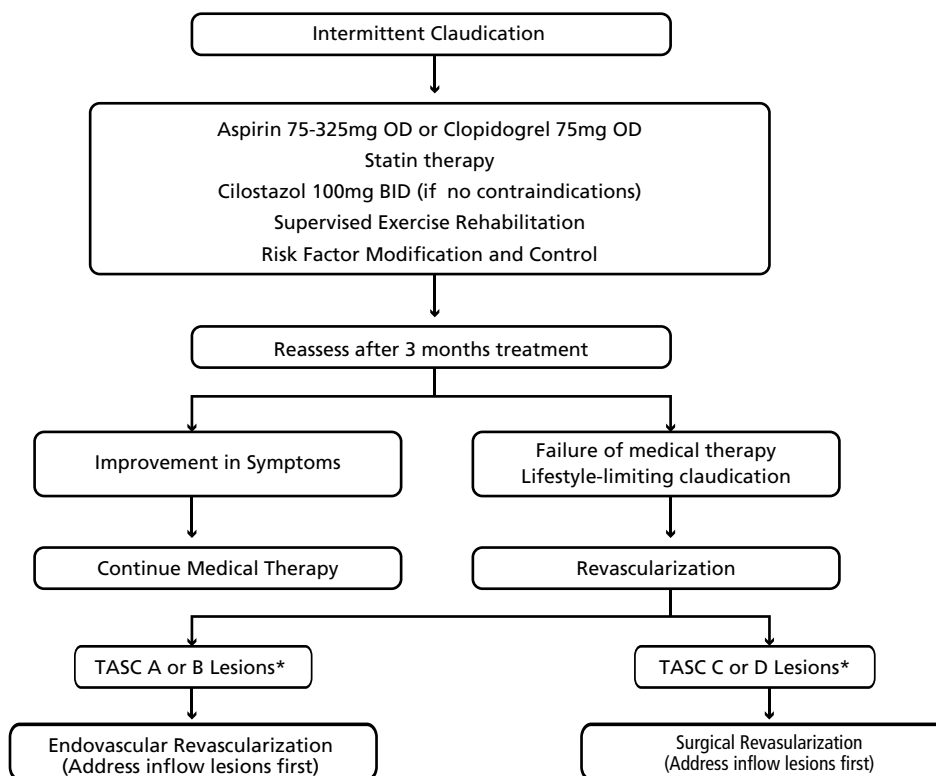 Intermittent Claudication
Aspirin 75-325mg OD or Clopidogrel 75mg OD
Statin therapy
Cilostazol 100mg BID (if no contraindications)
Supervised Exercise Rehabilitation
Risk Factor Modification and Control
Reassess after 3 months treatment
Improvement in Symptoms
Failure of medical therapy
Lifestyle-limiting claudication
Continue Medical Therapy
Revascularization
TASC A or B Lesions*
TASC C or D Lesions*
Endovascular Revascularization
(Address inflow lesions first)
Surgical Revasularization
(Address inflow lesions first)